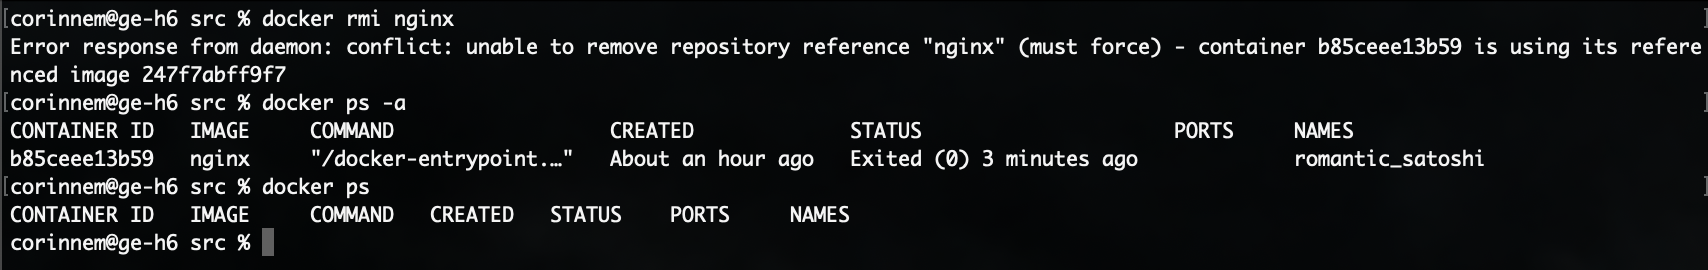 [corinnem@ge-h6 src % docker rmi nginx ]
Error response from daemon: conflict: unable to remove repository reference "nginx" (must force) - container b85ceee13b59 is using its refere
nced image 247f7abff9f7
[corinnem@ge-h6 src % docker ps -a ]
CONTAINER ID   IMAGE     COMMAND                  CREATED             STATUS                     PORTS     NAMES
b85ceee13b59   nginx     "/docker-entrypoint.…"   About an hour ago   Exited (0) 3 minutes ago             romantic_satoshi
[corinnem@ge-h6 src % docker ps ]
CONTAINER ID   IMAGE     COMMAND   CREATED   STATUS    PORTS     NAMES
corinnem@ge-h6 src %